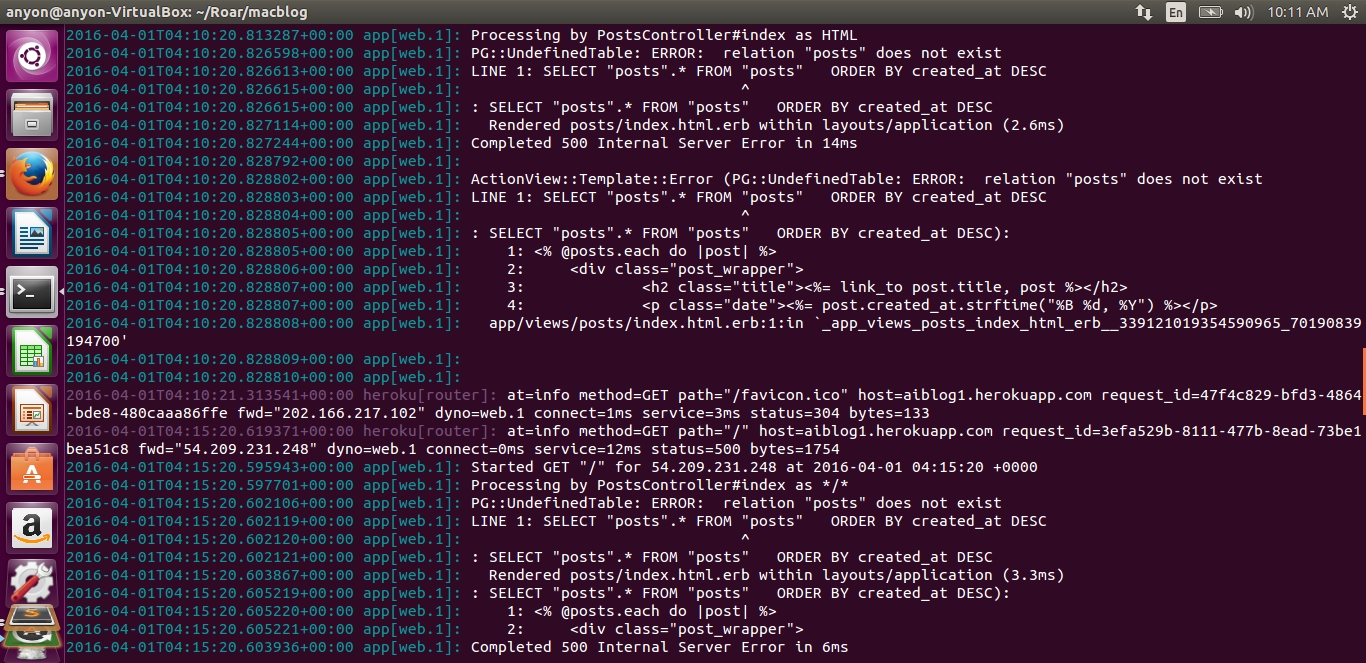 anyon@anyon-VirtualBox: ~/Roar/macblog En 10:11 AM
2016-04-01T04:10:20.813287+00:00 app[web.1]: Processing by PostsController#index as HTML
2016-04-01T04:10:20.826598+00:00 app[web.1]: PG::UndefinedTable: ERROR:  relation "posts" does not exist
2016-04-01T04:10:20.826613+00:00 app[web.1]: LINE 1: SELECT "posts".* FROM "posts"   ORDER BY created_at DESC
2016-04-01T04:10:20.826615+00:00 app[web.1]:                               ^
2016-04-01T04:10:20.826615+00:00 app[web.1]: : SELECT "posts".* FROM "posts"   ORDER BY created_at DESC
2016-04-01T04:10:20.827114+00:00 app[web.1]:   Rendered posts/index.html.erb within layouts/application (2.6ms)
2016-04-01T04:10:20.827244+00:00 app[web.1]: Completed 500 Internal Server Error in 14ms
2016-04-01T04:10:20.828792+00:00 app[web.1]:
2016-04-01T04:10:20.828802+00:00 app[web.1]: ActionView::Template::Error (PG::UndefinedTable: ERROR:  relation "posts" does not exist
2016-04-01T04:10:20.828803+00:00 app[web.1]: LINE 1: SELECT "posts".* FROM "posts"   ORDER BY created_at DESC
2016-04-01T04:10:20.828804+00:00 app[web.1]:                               ^
2016-04-01T04:10:20.828805+00:00 app[web.1]: : SELECT "posts".* FROM "posts"   ORDER BY created_at DESC):
2016-04-01T04:10:20.828805+00:00 app[web.1]:     1: <% @posts.each do |post| %>
2016-04-01T04:10:20.828806+00:00 app[web.1]:     2:     <div class="post_wrapper">
2016-04-01T04:10:20.828807+00:00 app[web.1]:     3:             <h2 class="title"><%= link_to post.title, post %></h2>
2016-04-01T04:10:20.828807+00:00 app[web.1]:     4:             <p class="date"><%= post.created_at.strftime("%B %d, %Y") %></p>
2016-04-01T04:10:20.828808+00:00 app[web.1]:   app/views/posts/index.html.erb:1:in `_app_views_posts_index_html_erb__339121019354590965_70190839
194700'
2016-04-01T04:10:20.828809+00:00 app[web.1]:
2016-04-01T04:10:20.828810+00:00 app[web.1]:
2016-04-01T04:10:21.313541+00:00 heroku[router]: at=info method=GET path="/favicon.ico" host=aiblog1.herokuapp.com request_id=47f4c829-bfd3-4864
-bde8-480caaa86ffe fwd="202.166.217.102" dyno=web.1 connect=1ms service=3ms status=304 bytes=133
2016-04-01T04:15:20.619371+00:00 heroku[router]: at=info method=GET path="/" host=aiblog1.herokuapp.com request_id=3efa529b-8111-477b-8ead-73be1
bea51c8 fwd="54.209.231.248" dyno=web.1 connect=0ms service=12ms status=500 bytes=1754
2016-04-01T04:15:20.595943+00:00 app[web.1]: Started GET "/" for 54.209.231.248 at 2016-04-01 04:15:20 +0000
2016-04-01T04:15:20.597701+00:00 app[web.1]: Processing by PostsController#index as */*
2016-04-01T04:15:20.602106+00:00 app[web.1]: PG::UndefinedTable: ERROR:  relation "posts" does not exist
2016-04-01T04:15:20.602119+00:00 app[web.1]: LINE 1: SELECT "posts".* FROM "posts"   ORDER BY created_at DESC
2016-04-01T04:15:20.602120+00:00 app[web.1]:                               ^
2016-04-01T04:15:20.602121+00:00 app[web.1]: : SELECT "posts".* FROM "posts"   ORDER BY created_at DESC
2016-04-01T04:15:20.603867+00:00 app[web.1]:   Rendered posts/index.html.erb within layouts/application (3.3ms)
2016-04-01T04:15:20.605219+00:00 app[web.1]: : SELECT "posts".* FROM "posts"   ORDER BY created_at DESC):
2016-04-01T04:15:20.605220+00:00 app[web.1]:     1: <% @posts.each do |post| %>
2016-04-01T04:15:20.605221+00:00 app[web.1]:     2:     <div class="post_wrapper">
2016-04-01T04:15:20.603936+00:00 app[web.1]: Completed 500 Internal Server Error in 6ms